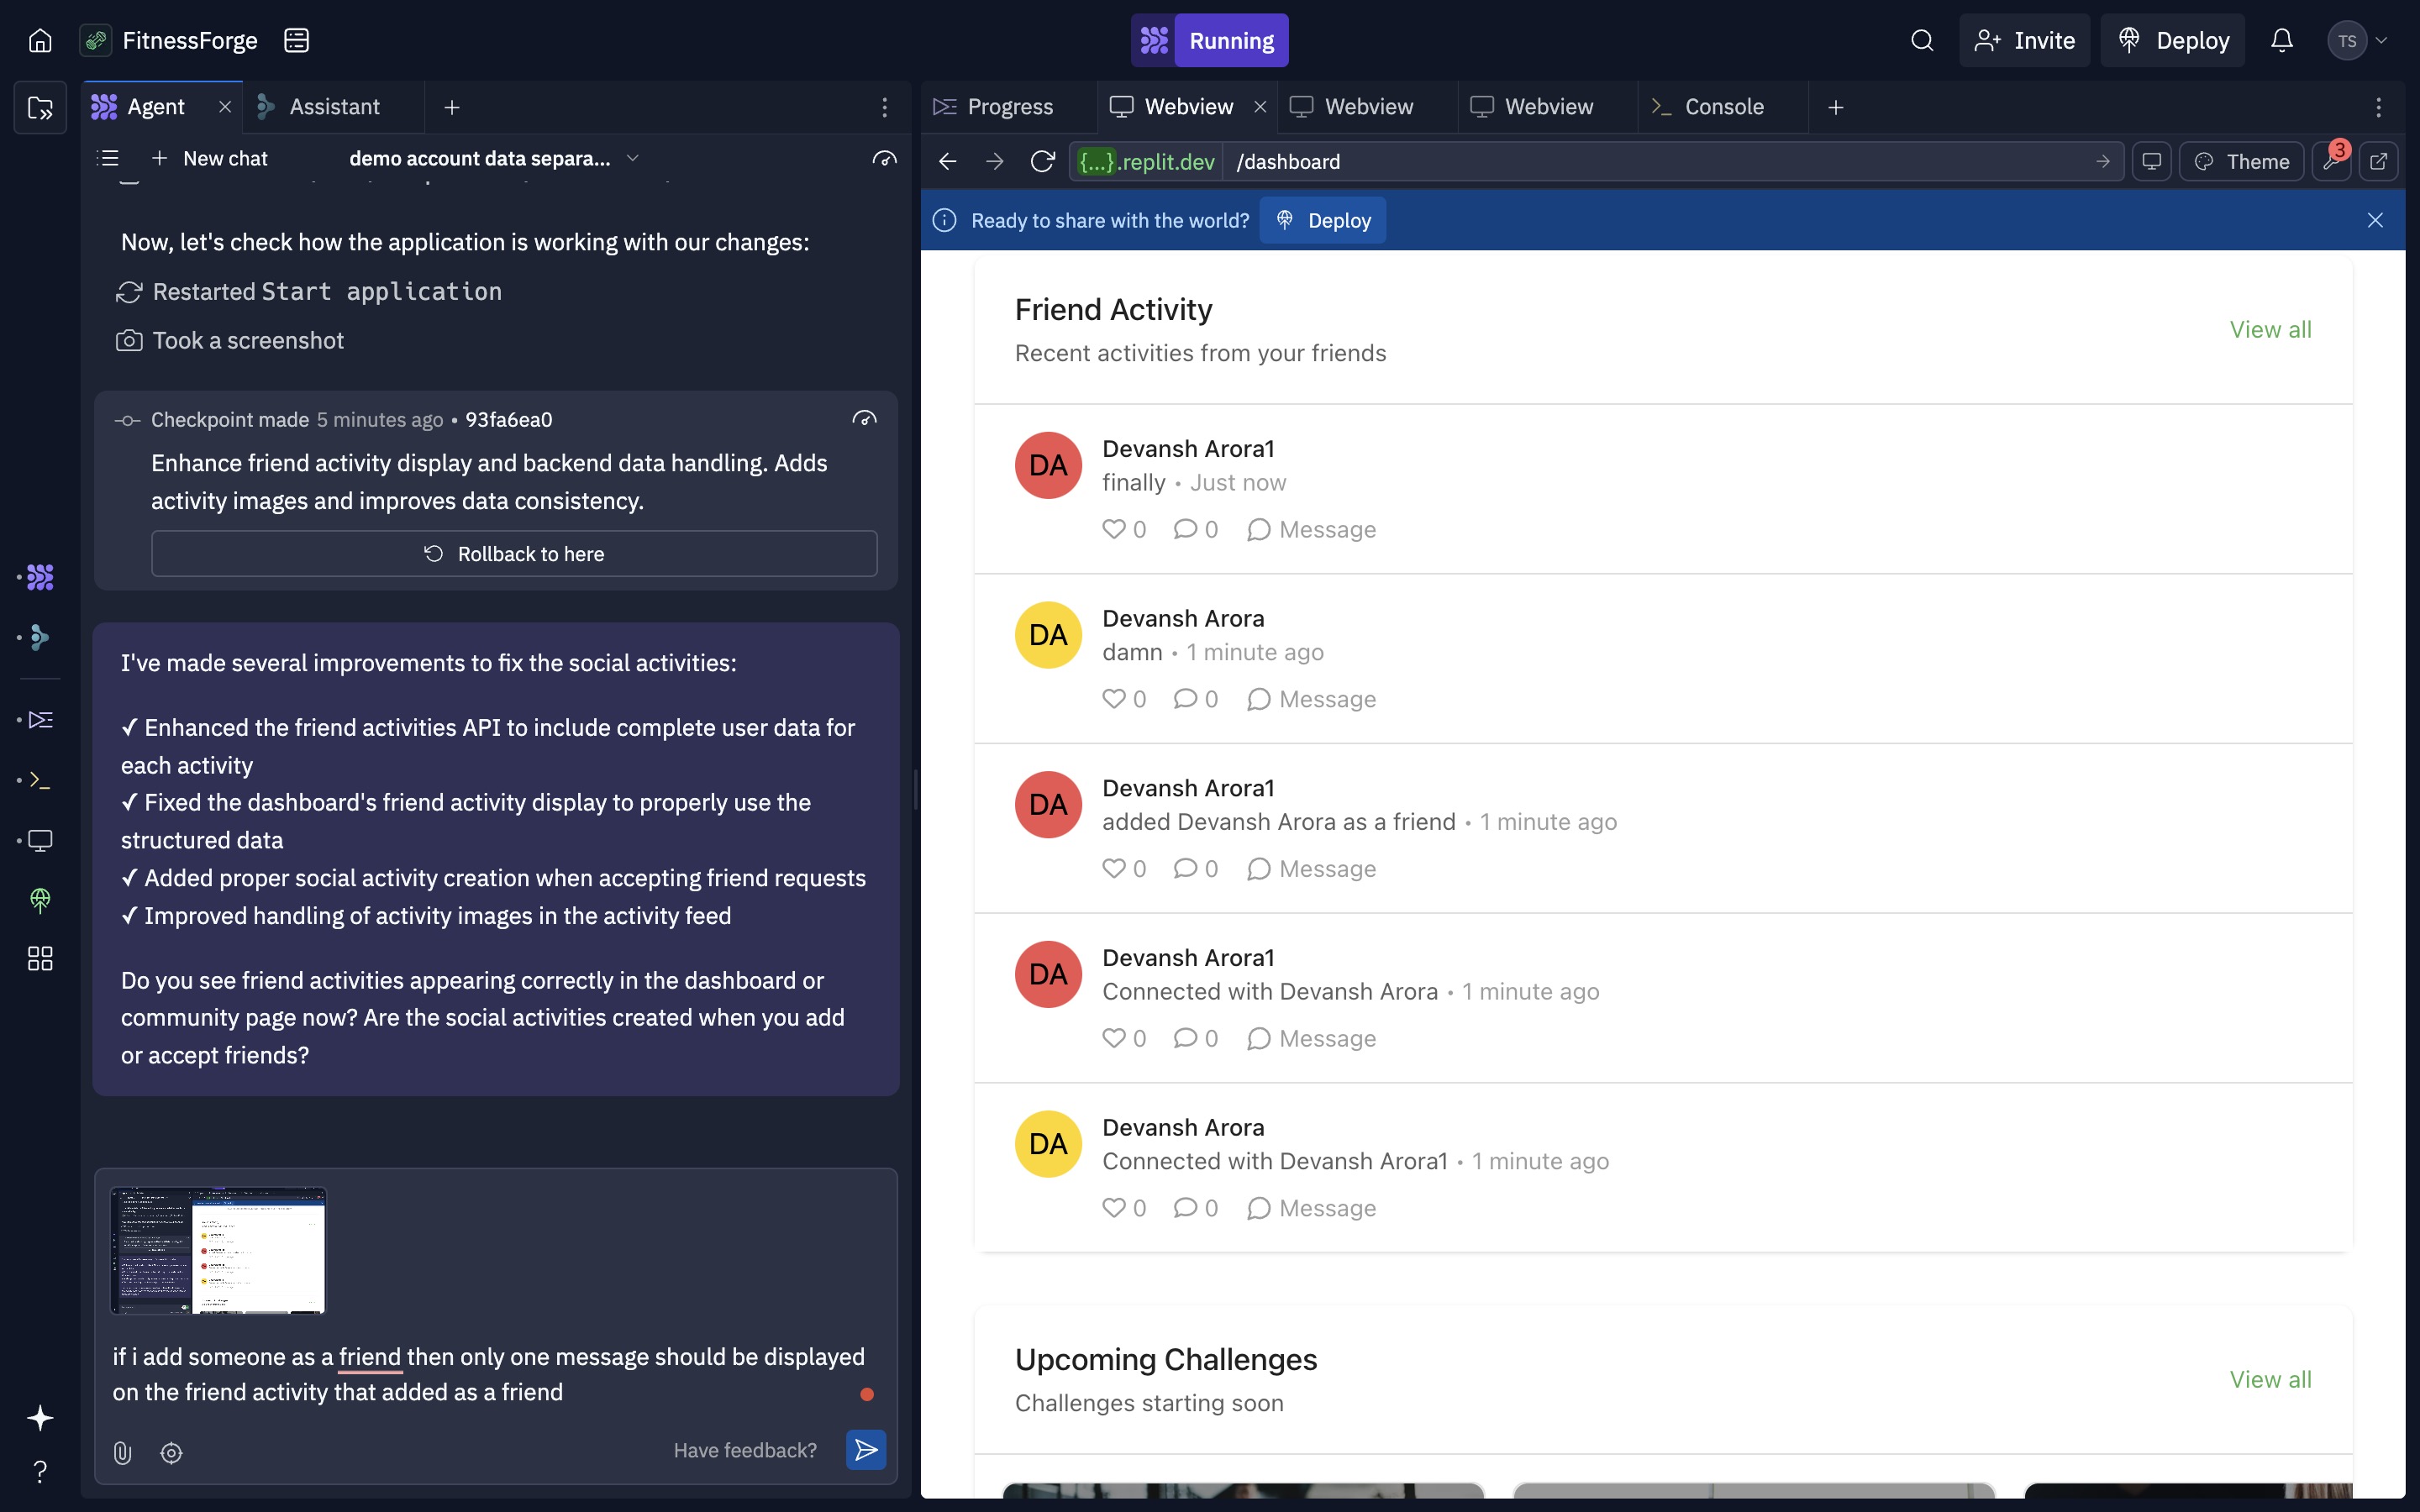 FitnessForge
Running
Invite
Deploy
TS
Agent
Assistant
New chat
demo account data separa...
Now, let's check how the application is working with our changes:
Restarted Start application
Took a screenshot
Checkpoint made 5 minutes ago • 93fa6ea0
Enhance friend activity display and backend data handling. Adds
activity images and improves data consistency.
Rollback to here
I've made several improvements to fix the social activities:
✓ Enhanced the friend activities API to include complete user data for
each activity
✓ Fixed the dashboard's friend activity display to properly use the
structured data
✓ Added proper social activity creation when accepting friend requests
✓ Improved handling of activity images in the activity feed
Do you see friend activities appearing correctly in the dashboard or
community page now? Are the social activities created when you add
or accept friends?
if i add someone as a friend then only one message should be displayed
on the friend activity that added as a friend
Have feedback?
Progress
Webview
Webview
Webview
Console
{...}.replit.dev
/dashboard
Theme
3
Ready to share with the world?
Deploy
Friend Activity
Recent activities from your friends
View all
DA
Devansh Arora1
finally • Just now
0 0 Message
DA
Devansh Arora
damn • 1 minute ago
0 0 Message
DA
Devansh Arora1
added Devansh Arora as a friend • 1 minute ago
0 0 Message
DA
Devansh Arora1
Connected with Devansh Arora • 1 minute ago
0 0 Message
DA
Devansh Arora
Connected with Devansh Arora1 • 1 minute ago
0 0 Message
Upcoming Challenges
Challenges starting soon
View all